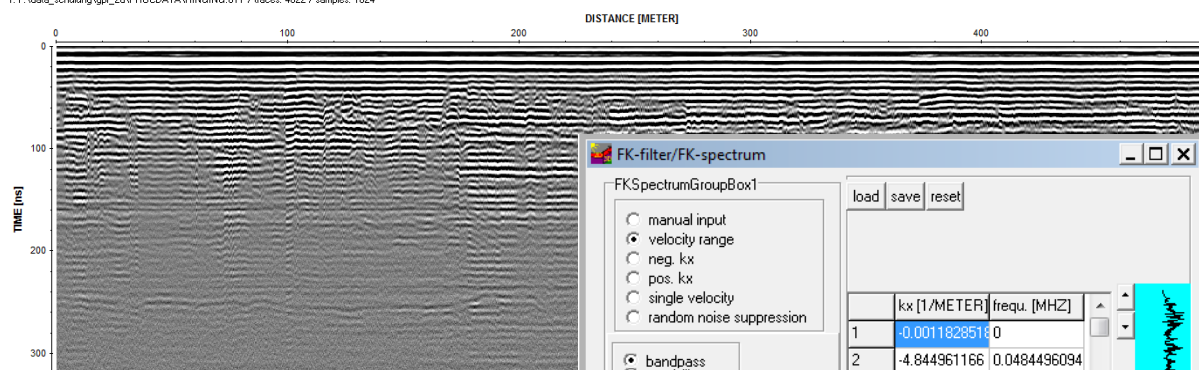 DISTANCE [METER]
0 100 200 300 400
0
100
200
300
TIME [ns]
FK-filter/FK-spectrum
FKSpectrumGroupBox1
manual input
velocity range
neg. kx
pos. kx
single velocity
random noise suppression
bandpass
load save reset
kx [1/METER] frequ. [MHZ]
1 -0.0011828518 0
2 -4.844961166 0.0484496094